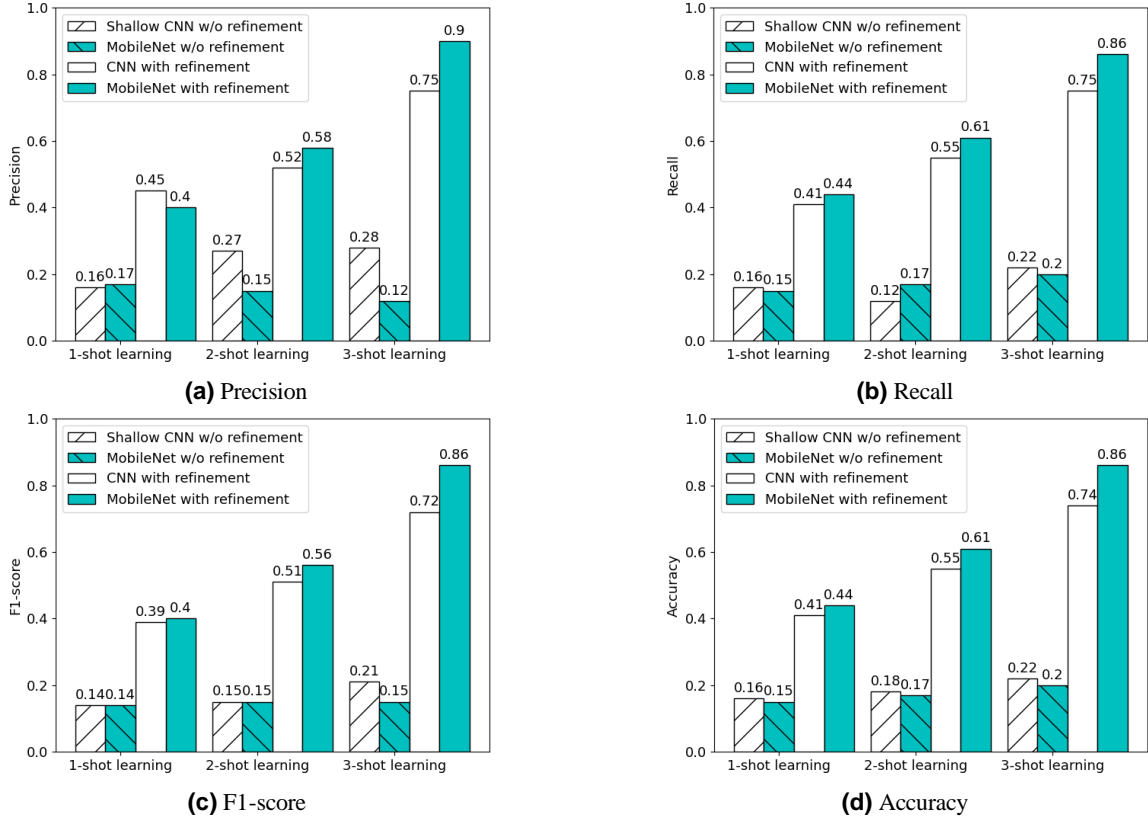 Shallow CNN w/o refinement
MobileNet w/o refinement
CNN with refinement
MobileNet with refinement
Precision
1.0
0.8
0.6
0.4
0.2
0.0
0.16
0.17
0.45
0.4
0.27
0.15
0.52
0.58
0.28
0.12
0.75
0.9
1-shot learning
2-shot learning
3-shot learning
(a) Precision
Shallow CNN w/o refinement
MobileNet w/o refinement
CNN with refinement
MobileNet with refinement
Recall
1.0
0.8
0.6
0.4
0.2
0.0
0.16
0.15
0.41
0.44
0.12
0.17
0.55
0.61
0.22
0.2
0.75
0.86
1-shot learning
2-shot learning
3-shot learning
(b) Recall
Shallow CNN w/o refinement
MobileNet w/o refinement
CNN with refinement
MobileNet with refinement
F1-score
1.0
0.8
0.6
0.4
0.2
0.0
0.14
0.14
0.39
0.4
0.15
0.15
0.51
0.56
0.21
0.15
0.72
0.86
1-shot learning
2-shot learning
3-shot learning
(c) F1-score
Shallow CNN w/o refinement
MobileNet w/o refinement
CNN with refinement
MobileNet with refinement
Accuracy
1.0
0.8
0.6
0.4
0.2
0.0
0.16
0.15
0.41
0.44
0.18
0.17
0.55
0.61
0.22
0.2
0.74
0.86
1-shot learning
2-shot learning
3-shot learning
(d) Accuracy